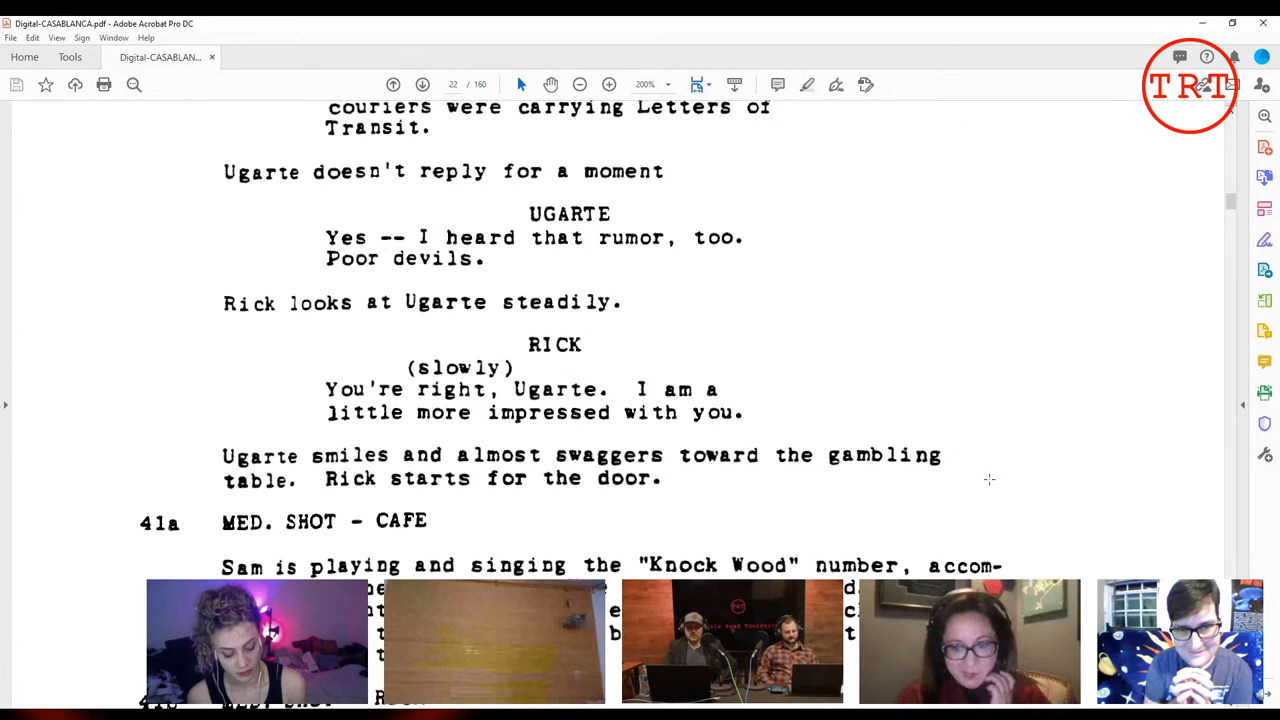 Digital-CASABLANCA.pdf - Adobe Acrobat Pro DC
File Edit View Sign Window Help
Home Tools Digital-CASABLAN... ×
22 / 160 200%
TRT
couriers were carrying Letters of
Transit.
Ugarte doesn't reply for a moment
UGARTE
Yes -- I heard that rumor, too.
Poor devils.
Rick looks at Ugarte steadily.
RICK
(slowly)
You're right, Ugarte. I am a
little more impressed with you.
Ugarte smiles and almost swaggers toward the gambling
table. Rick starts for the door.
41a MED. SHOT - CAFE
Sam is playing and singing the "Knock Wood" number, accom-
TRT